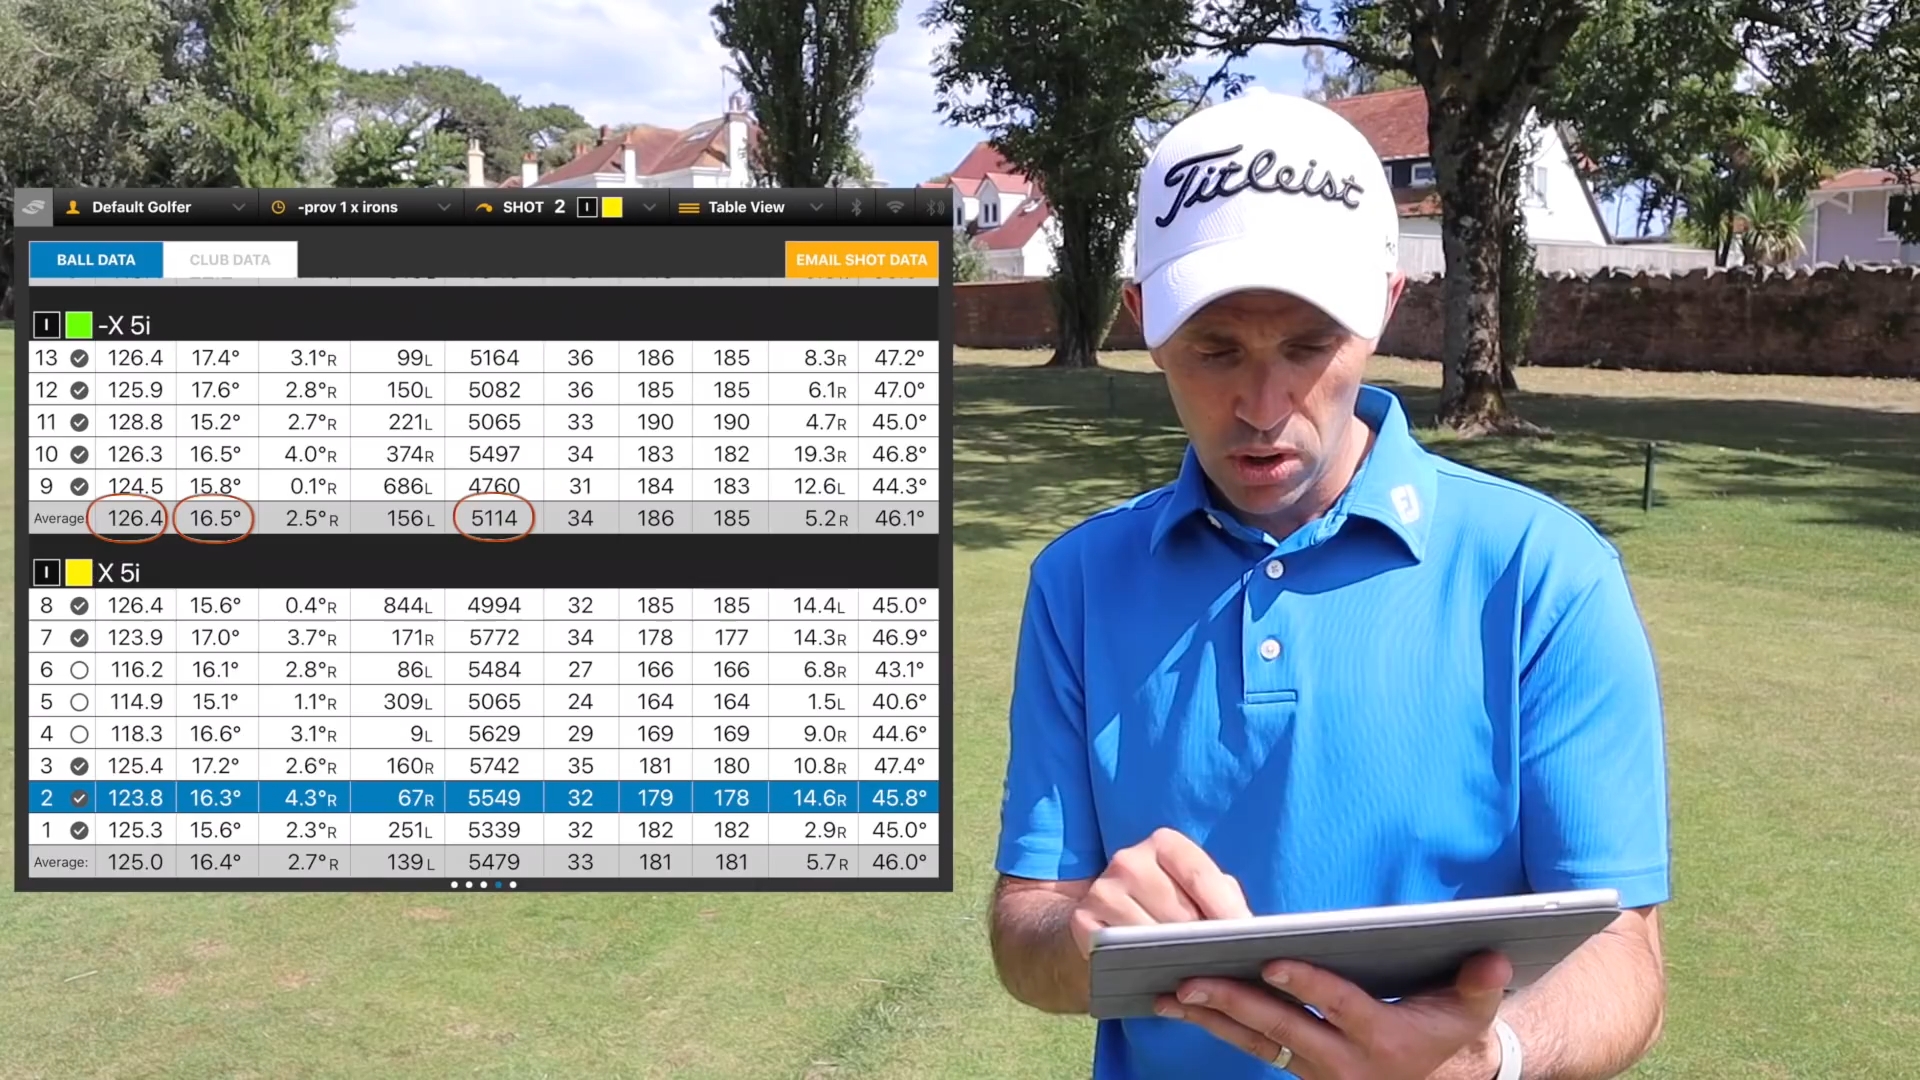 Titleist
FJ
Default Golfer -prov 1 x irons SHOT 2 I Table View
BALL DATA CLUB DATA EMAIL SHOT DATA
I -X 5i
13 126.4 17.4° 3.1°R 99L 5164 36 186 185 8.3R 47.2°
12 125.9 17.6° 2.8°R 150L 5082 36 185 185 6.1R 47.0°
11 128.8 15.2° 2.7°R 221L 5065 33 190 190 4.7R 45.0°
10 126.3 16.5° 4.0°R 374R 5497 34 183 182 19.3R 46.8°
9 124.5 15.8° 0.1°R 686L 4760 31 184 183 12.6L 44.3°
Average: 126.4 16.5° 2.5°R 156L 5114 34 186 185 5.2R 46.1°
I X 5i
8 126.4 15.6° 0.4°R 844L 4994 32 185 185 14.4L 45.0°
7 123.9 17.0° 3.7°R 171R 5772 34 178 177 14.3R 46.9°
6 116.2 16.1° 2.8°R 86L 5484 27 166 166 6.8R 43.1°
5 114.9 15.1° 1.1°R 309L 5065 24 164 164 1.5L 40.6°
4 118.3 16.6° 3.1°R 9L 5629 29 169 169 9.0R 44.6°
3 125.4 17.2° 2.6°R 160R 5742 35 181 180 10.8R 47.4°
2 123.8 16.3° 4.3°R 67R 5549 32 179 178 14.6R 45.8°
1 125.3 15.6° 2.3°R 251L 5339 32 182 182 2.9R 45.0°
Average: 125.0 16.4° 2.7°R 139L 5479 33 181 181 5.7R 46.0°